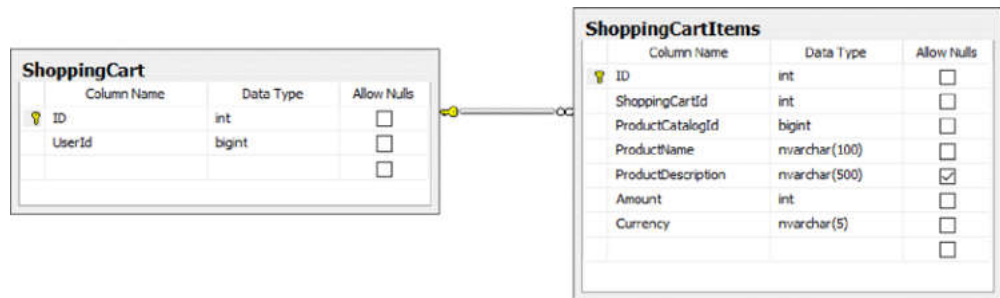 ShoppingCart
Column Name Data Type Allow Nulls
ID int
UserId bigint
ShoppingCartItems
Column Name Data Type Allow Nulls
ID int
ShoppingCartId int
ProductCatalogId bigint
ProductName nvarchar(100)
ProductDescription nvarchar(500)
Amount int
Currency nvarchar(5)